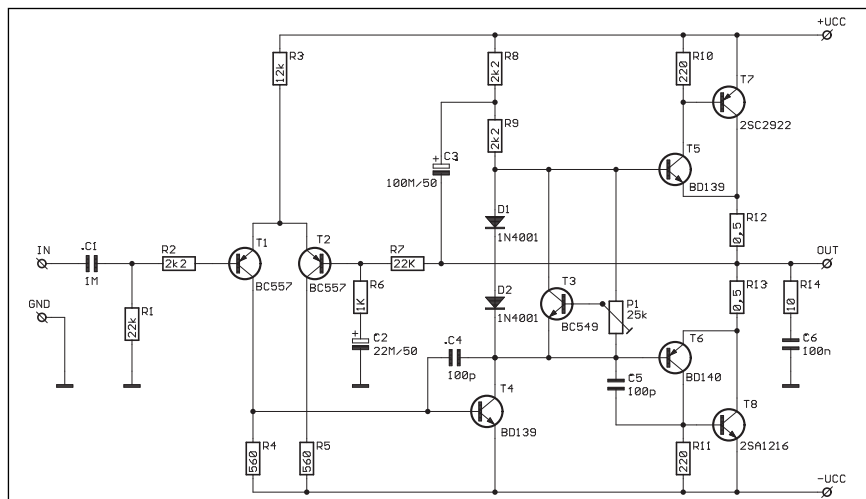 +UCC
R3
12k
R8
2k2
R10
220
T7
2SC2922
R9
2k2
C3
+
100M/50
T5
BD139
D1
1N4001
R12
0,5
IN
.C1
1M
R2
2k2
T1
BC557
T2
BC557
R7
22K
OUT
R6
1K
D2
1N4001
T3
BC549
P1
25k
R13
0,5
R14
10
GND
R1
22k
+
C2
22M/50
C4
100p
T6
BD140
C6
100n
C5
100p
T4
BD139
T8
2SA1216
R4
560
R5
560
R11
220
-UCC